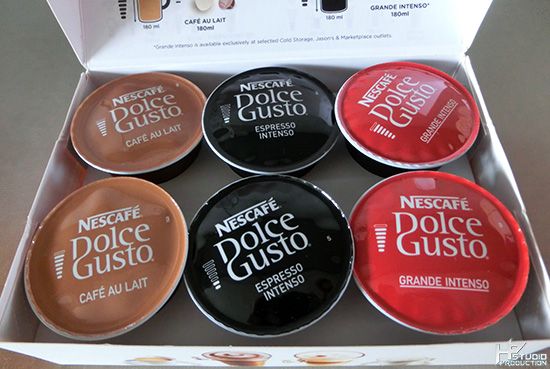 180 ml
CAFÉ AU LAIT
180ml
180 ml
GRANDE INTENSO*
180ml
*Grande Intenso is available exclusively at selected Cold Storage, Jason's & Marketplace outlets.
NESCAFÉ
DOLCE
GUSTO
CAFÉ AU LAIT
NESCAFÉ
DOLCE
GUSTO
ESPRESSO
INTENSO
NESCAFÉ
DOLCE
GUSTO
GRANDE INTENSO
NESCAFÉ
DOLCE
GUSTO
CAFÉ AU LAIT
NESCAFÉ
DOLCE
GUSTO
ESPRESSO
INTENSO
NESCAFÉ
DOLCE
GUSTO
GRANDE INTENSO
STUDIO
PRODUCTION